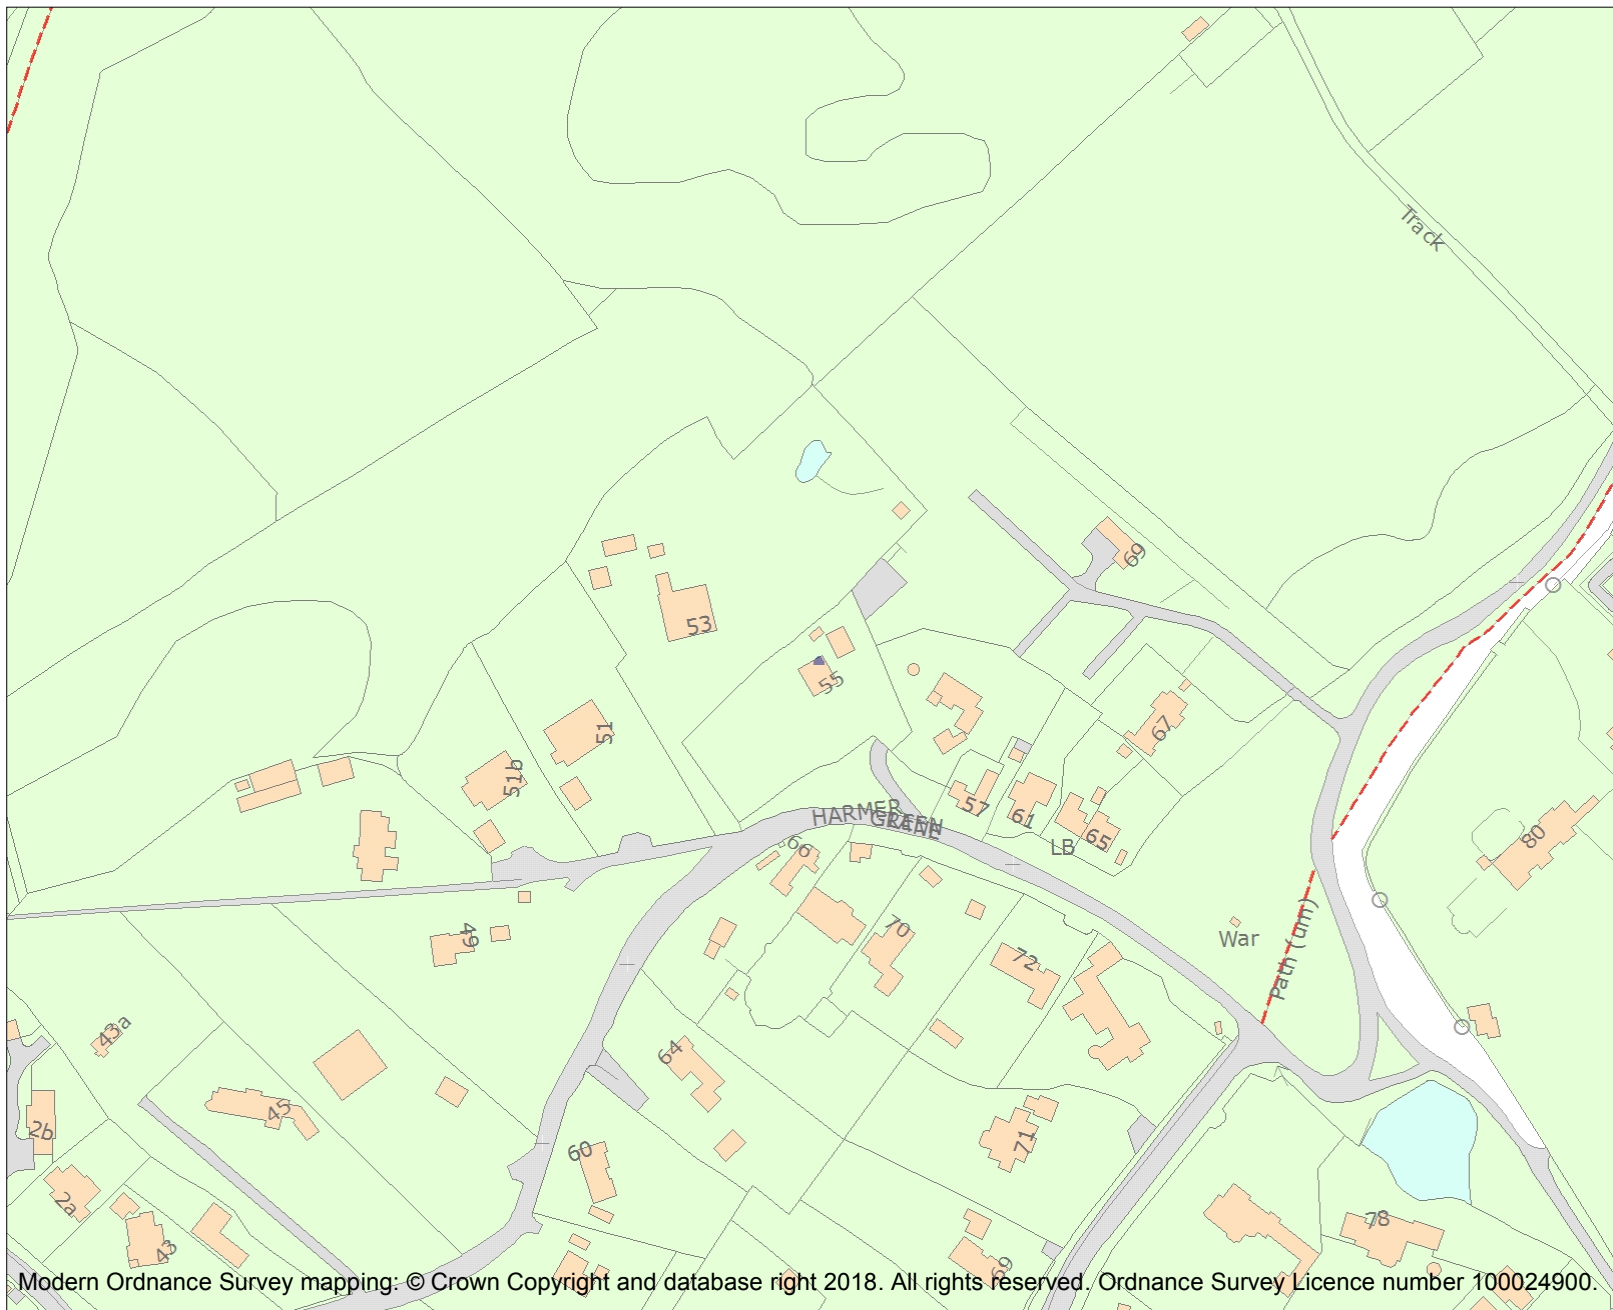 Track
69
53
55
51
51b
67
57
61
65
HARMER
GREEN
LANE
LB
66
80
49
70
72
War
Path (um)
43a
64
45
2b
60
71
2a
43
78
69
Modern Ordnance Survey mapping: © Crown Copyright and database right 2018. All rights reserved. Ordnance Survey Licence number 100024900.